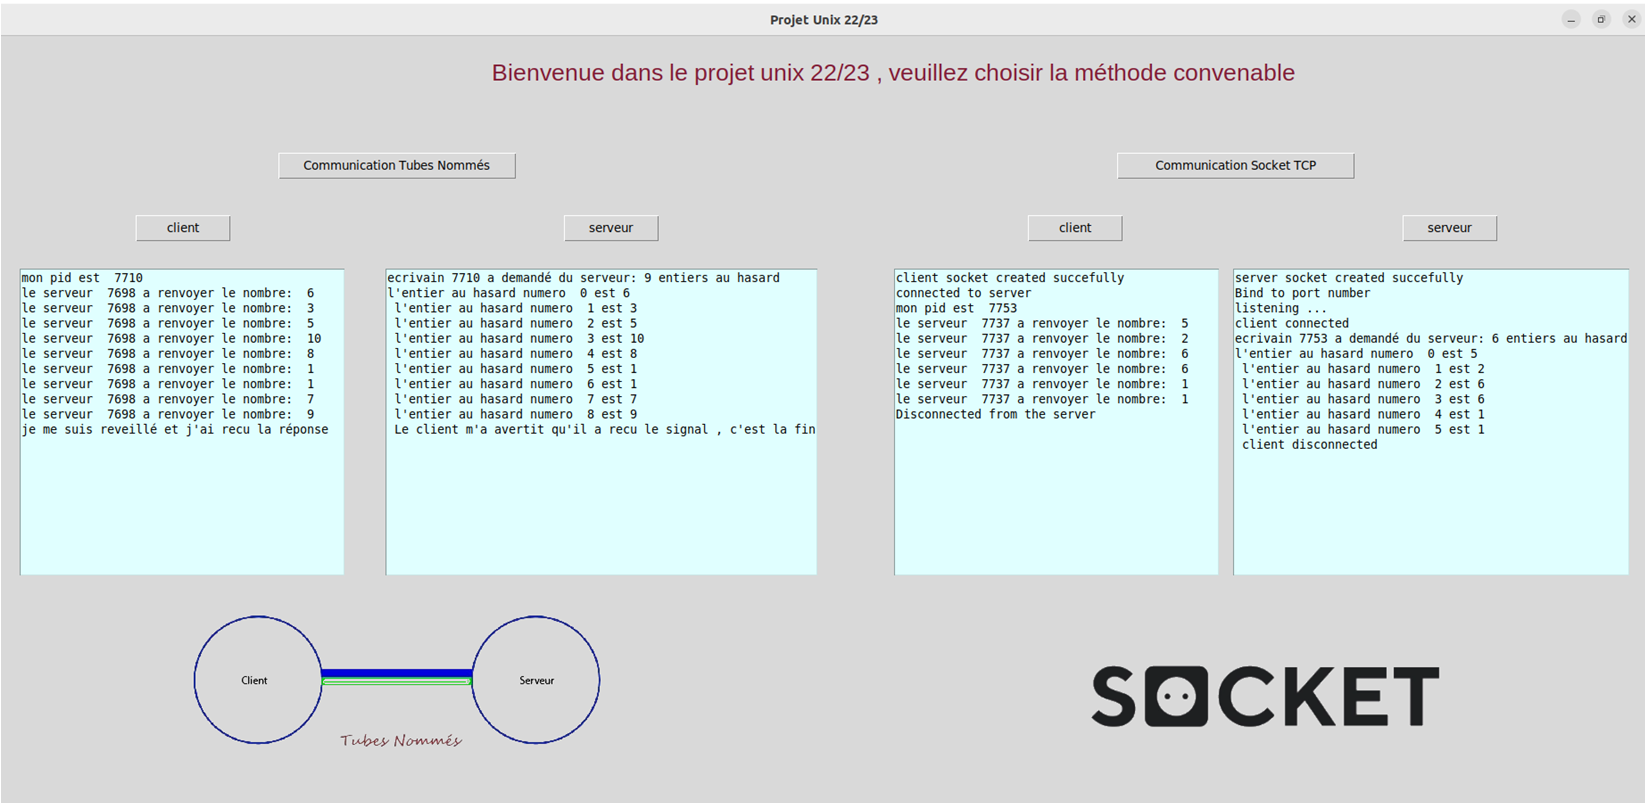 Projet Unix 22/23
Bienvenue dans le projet unix 22/23 , veuillez choisir la méthode convenable
Communication Tubes Nommés
Communication Socket TCP
client
serveur
client
serveur
mon pid est  7710
le serveur  7698 a renvoyer le nombre:  6
le serveur  7698 a renvoyer le nombre:  3
le serveur  7698 a renvoyer le nombre:  5
le serveur  7698 a renvoyer le nombre:  10
le serveur  7698 a renvoyer le nombre:  8
le serveur  7698 a renvoyer le nombre:  1
le serveur  7698 a renvoyer le nombre:  1
le serveur  7698 a renvoyer le nombre:  7
le serveur  7698 a renvoyer le nombre:  9
je me suis reveillé et j'ai recu la réponse
ecrivain 7710 a demandé du serveur: 9 entiers au hasard
l'entier au hasard numero  0 est 6
l'entier au hasard numero  1 est 3
l'entier au hasard numero  2 est 5
l'entier au hasard numero  3 est 10
l'entier au hasard numero  4 est 8
l'entier au hasard numero  5 est 1
l'entier au hasard numero  6 est 1
l'entier au hasard numero  7 est 7
l'entier au hasard numero  8 est 9
Le client m'a avertit qu'il a recu le signal , c'est la fin
client socket created succefully
connected to server
mon pid est  7753
le serveur  7737 a renvoyer le nombre:  5
le serveur  7737 a renvoyer le nombre:  2
le serveur  7737 a renvoyer le nombre:  6
le serveur  7737 a renvoyer le nombre:  6
le serveur  7737 a renvoyer le nombre:  1
le serveur  7737 a renvoyer le nombre:  1
Disconnected from the server
server socket created succefully
Bind to port number
listening ...
client connected
ecrivain 7753 a demandé du serveur: 6 entiers au hasard
l'entier au hasard numero  0 est 5
l'entier au hasard numero  1 est 2
l'entier au hasard numero  2 est 6
l'entier au hasard numero  3 est 6
l'entier au hasard numero  4 est 1
l'entier au hasard numero  5 est 1
client disconnected
Client
Serveur
Tubes Nommés
SOCKET